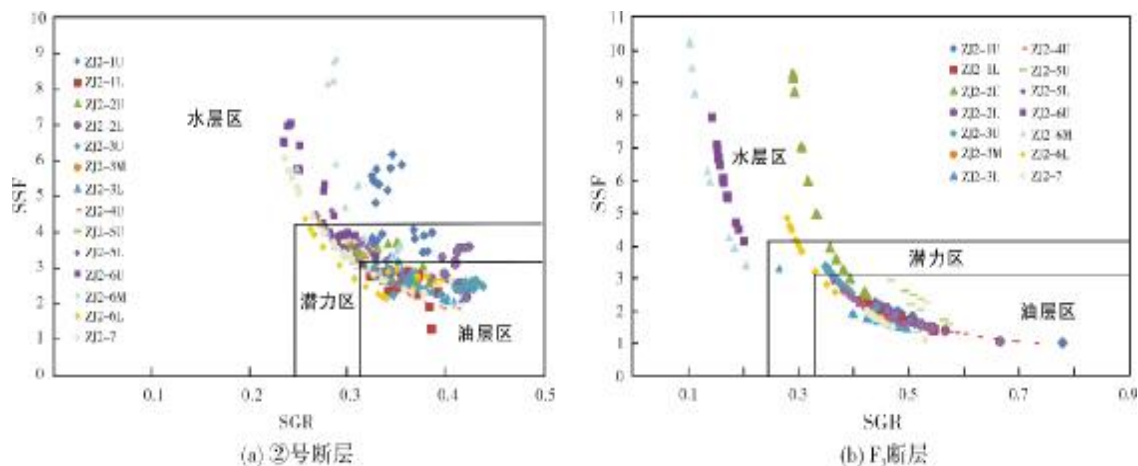 10
9
8
7
6
5
4
3
2
1
0
SSF
ZJ2-1U
ZJ2-1L
ZJ2-2U
ZJ2-2L
ZJ2-3U
ZJ2-3M
ZJ2-3L
ZJ2-4U
ZJ2-5U
ZJ2-5L
ZJ2-6U
ZJ2-6M
ZJ2-6L
ZJ2-7
水层区
潜力区
油层区
0.1 0.2 0.3 0.4 0.5
SGR
(a) ②号断层
11
10
9
8
7
6
5
4
3
2
1
0
SSF
ZJ2-1U ZJ2-4U
ZJ2-1L ZJ2-5U
ZJ2-2U ZJ2-5L
ZJ2-2L ZJ2-6U
ZJ2-3U ZJ2-6M
ZJ2-3M ZJ2-6L
ZJ2-3L ZJ2-7
水层区
潜力区
油层区
0.1 0.3 0.5 0.7 0.9
SGR
(b) F₃断层